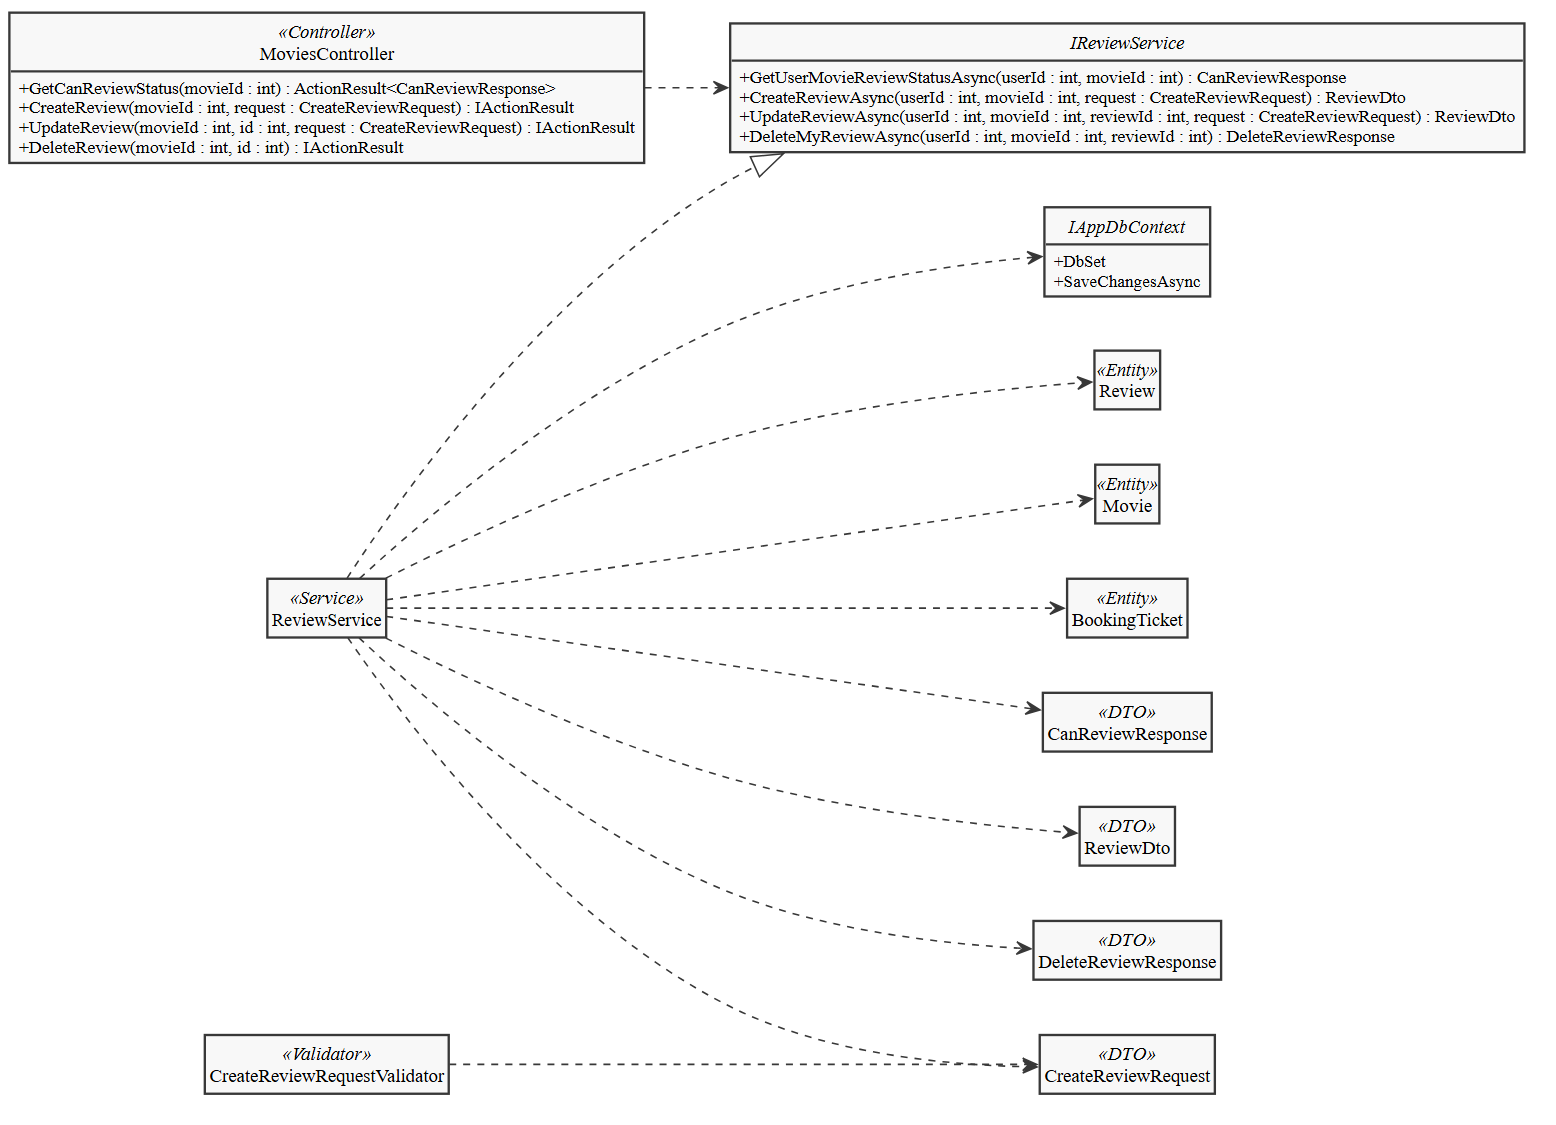 «Controller»
MoviesController
+GetCanReviewStatus(movieId : int) : ActionResult<CanReviewResponse>
+CreateReview(movieId : int, request : CreateReviewRequest) : IActionResult
+UpdateReview(movieId : int, id : int, request : CreateReviewRequest) : IActionResult
+DeleteReview(movieId : int, id : int) : IActionResult
IReviewService
+GetUserMovieReviewStatusAsync(userId : int, movieId : int) : CanReviewResponse
+CreateReviewAsync(userId : int, movieId : int, request : CreateReviewRequest) : ReviewDto
+UpdateReviewAsync(userId : int, movieId : int, reviewId : int, request : CreateReviewRequest) : ReviewDto
+DeleteMyReviewAsync(userId : int, movieId : int, reviewId : int) : DeleteReviewResponse
IAppDbContext
+DbSet
+SaveChangesAsync
«Entity»
Review
«Entity»
Movie
«Service»
ReviewService
«Entity»
BookingTicket
«DTO»
CanReviewResponse
«DTO»
ReviewDto
«DTO»
DeleteReviewResponse
«Validator»
CreateReviewRequestValidator
«DTO»
CreateReviewRequest